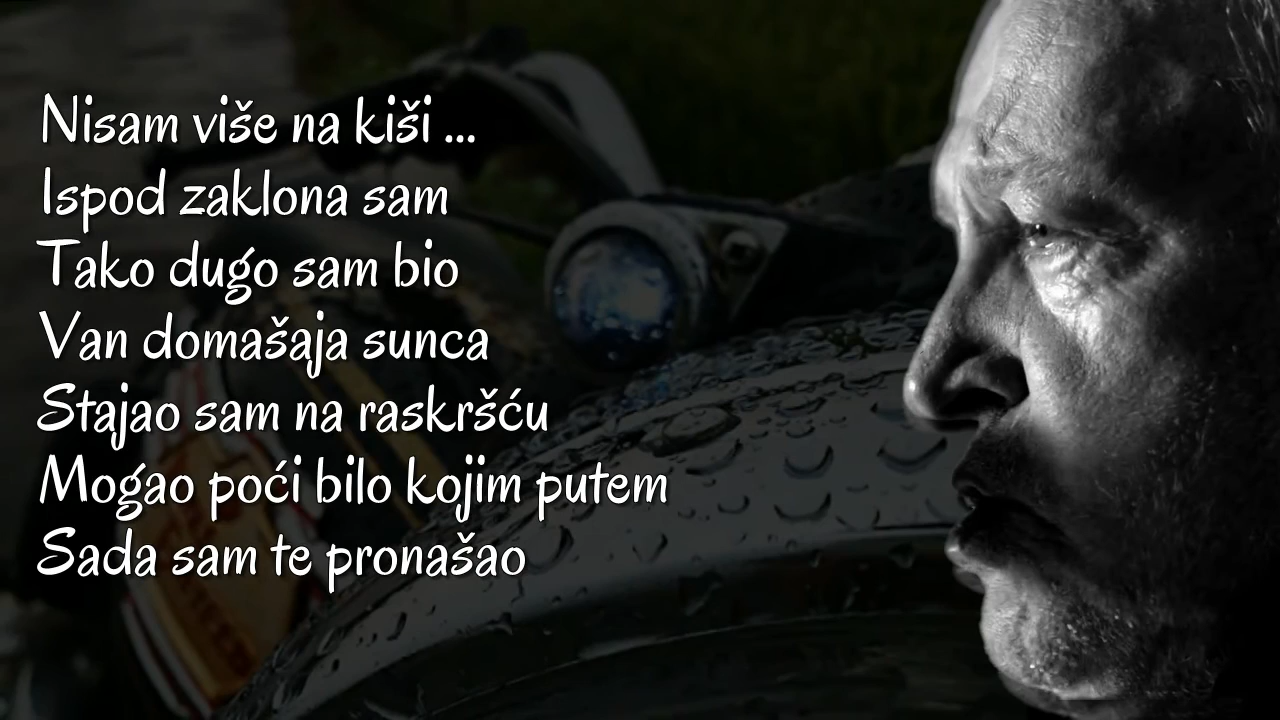 Nisam više na kiši ...
Ispod zaklona sam
Tako dugo sam bio
Van domašaja sunca
Stajao sam na raskršću
Mogao poći bilo kojim putem
Sada sam te pronašao